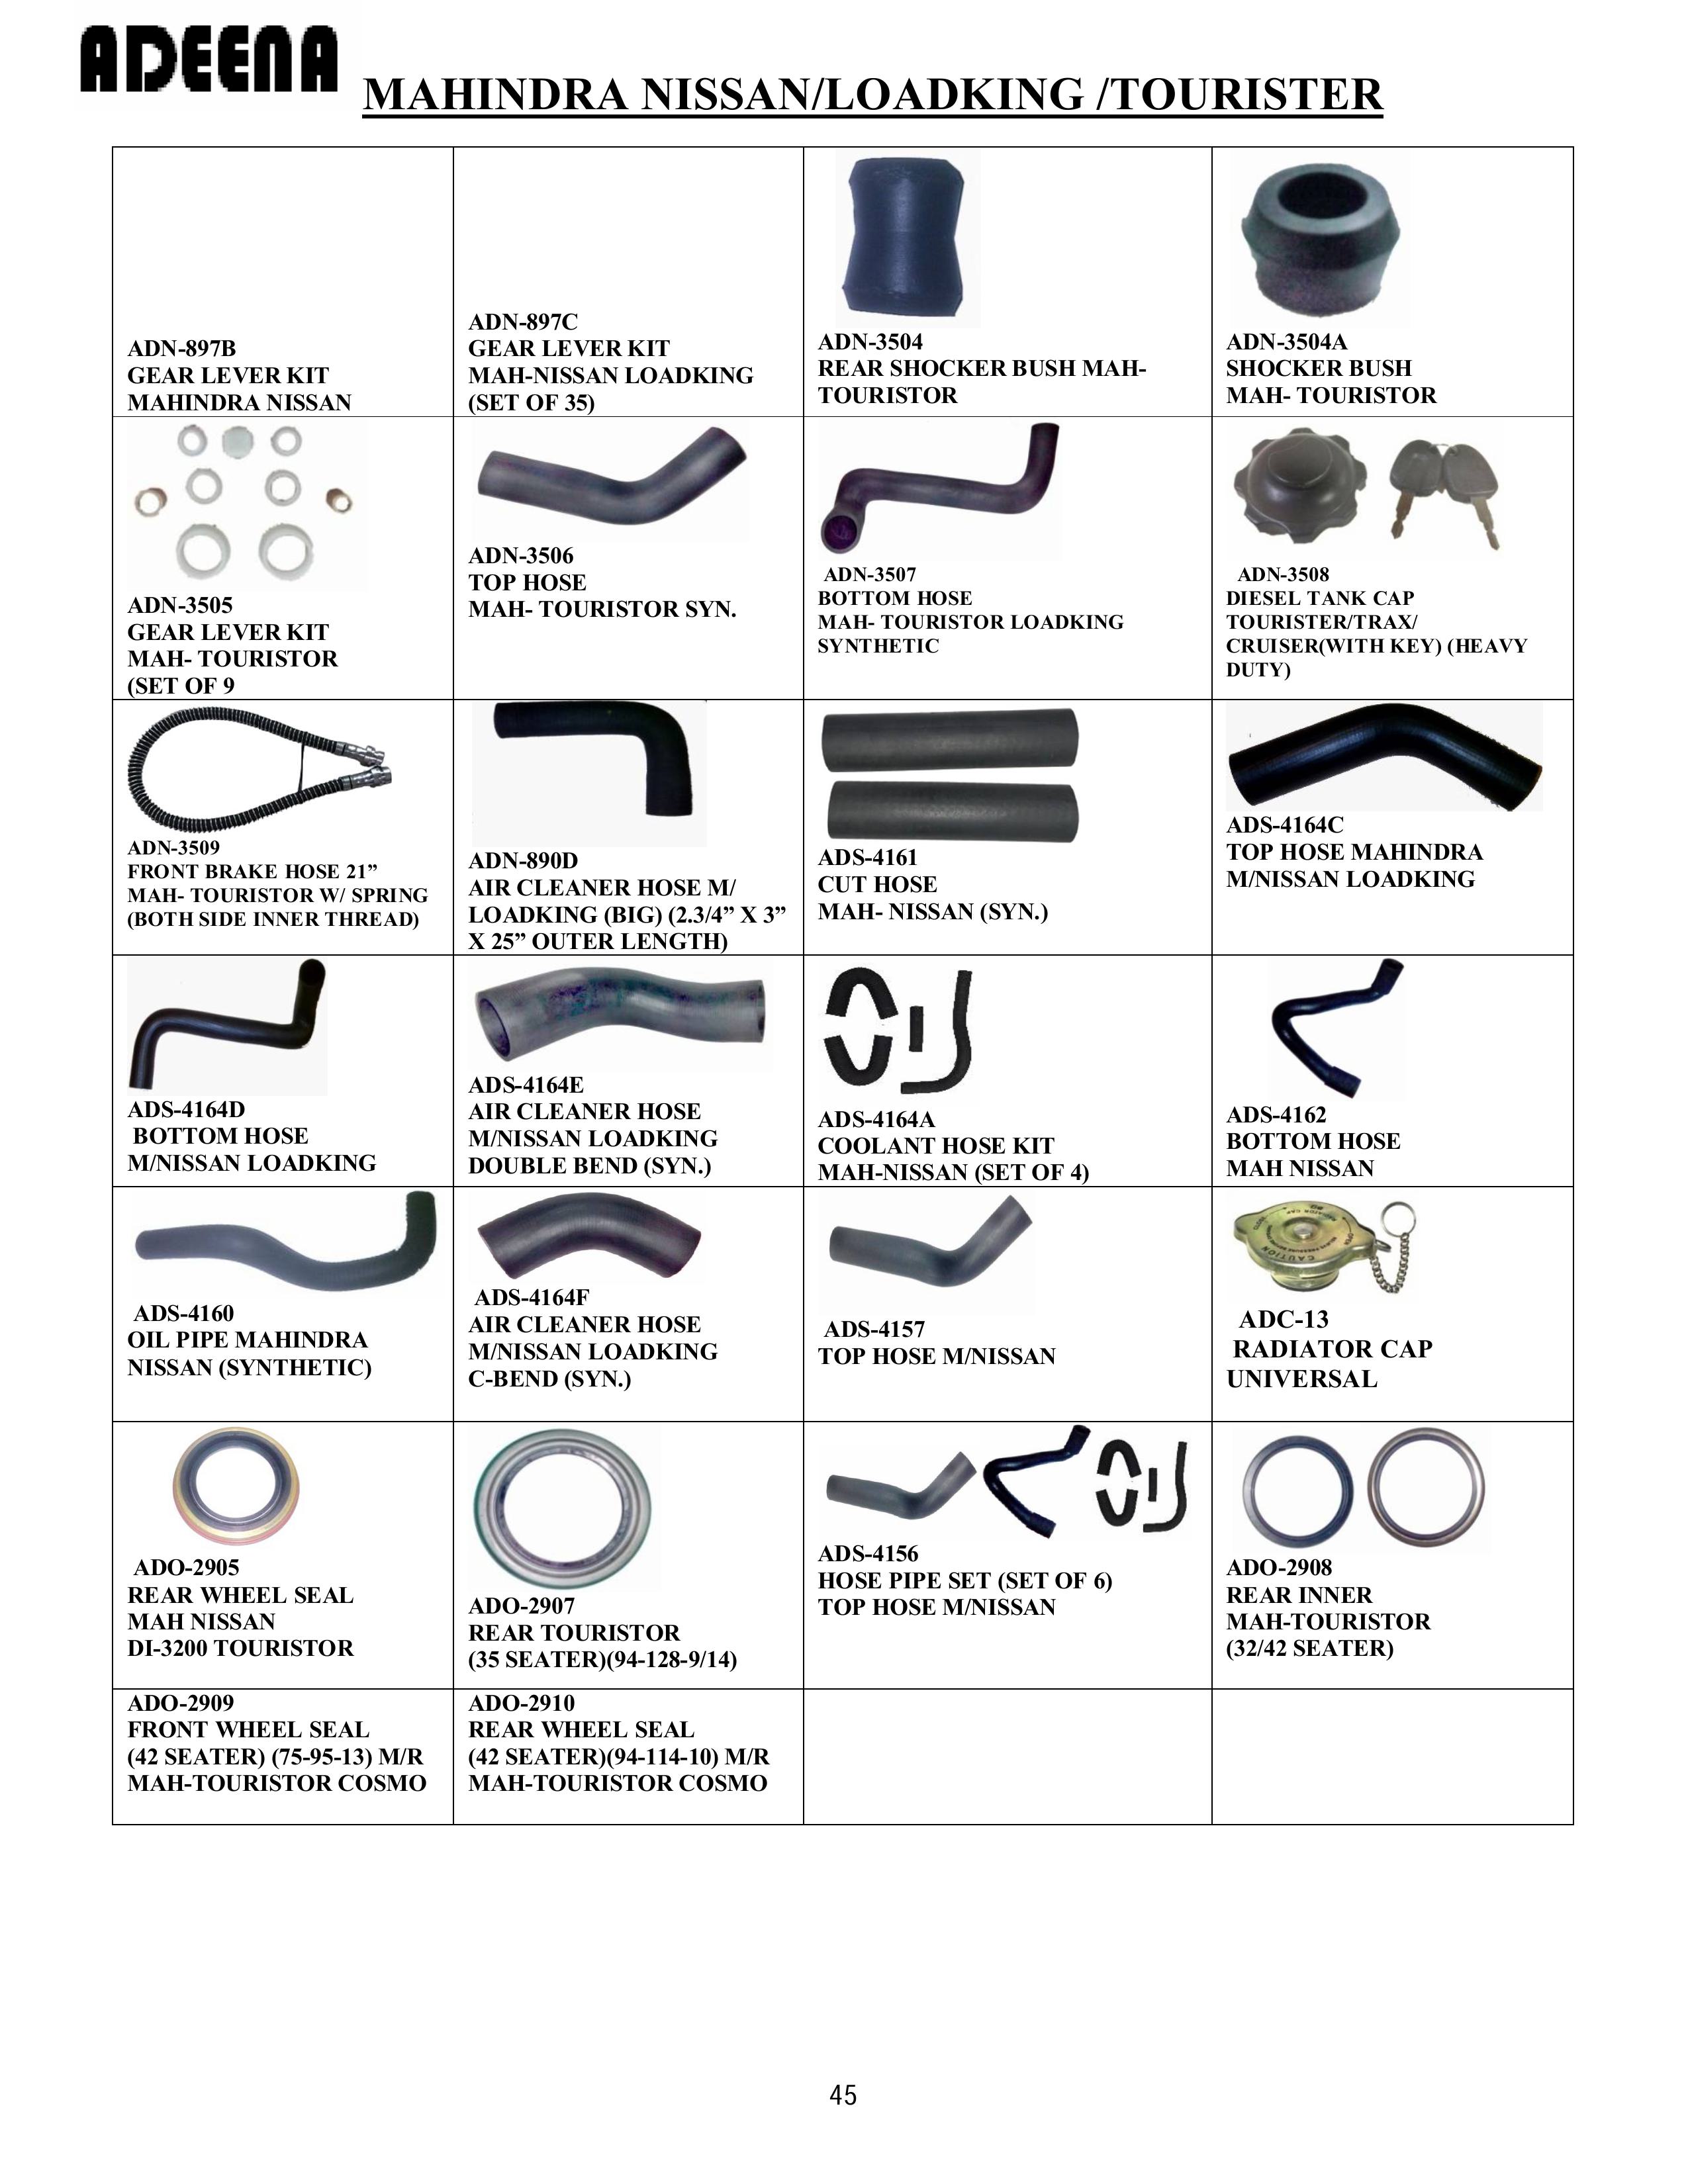 ADEENA
MAHINDRA NISSAN/LOADKING /TOURISTER
ADN-897B
GEAR LEVER KIT
MAHINDRA NISSAN
ADN-897C
GEAR LEVER KIT
MAH-NISSAN LOADKING
(SET OF 35)
ADN-3504
REAR SHOCKER BUSH MAH-
TOURISTOR
ADN-3504A
SHOCKER BUSH
MAH- TOURISTOR
ADN-3505
GEAR LEVER KIT
MAH- TOURISTOR
(SET OF 9
ADN-3506
TOP HOSE
MAH- TOURISTOR SYN.
ADN-3507
BOTTOM HOSE
MAH- TOURISTOR LOADKING
SYNTHETIC
ADN-3508
DIESEL TANK CAP
TOURISTER/TRAX/
CRUISER(WITH KEY) (HEAVY
DUTY)
ADN-3509
FRONT BRAKE HOSE 21”
MAH- TOURISTOR W/ SPRING
(BOTH SIDE INNER THREAD)
ADN-890D
AIR CLEANER HOSE M/
LOADKING (BIG) (2.3/4” X 3”
X 25” OUTER LENGTH)
ADS-4161
CUT HOSE
MAH- NISSAN (SYN.)
ADS-4164C
TOP HOSE MAHINDRA
M/NISSAN LOADKING
ADS-4164D
BOTTOM HOSE
M/NISSAN LOADKING
ADS-4164E
AIR CLEANER HOSE
M/NISSAN LOADKING
DOUBLE BEND (SYN.)
ADS-4164A
COOLANT HOSE KIT
MAH-NISSAN (SET OF 4)
ADS-4162
BOTTOM HOSE
MAH NISSAN
ADS-4160
OIL PIPE MAHINDRA
NISSAN (SYNTHETIC)
ADS-4164F
AIR CLEANER HOSE
M/NISSAN LOADKING
C-BEND (SYN.)
ADS-4157
TOP HOSE M/NISSAN
CAUTION
ADC-13
RADIATOR CAP
UNIVERSAL
ADO-2905
REAR WHEEL SEAL
MAH NISSAN
DI-3200 TOURISTOR
ADO-2907
REAR TOURISTOR
(35 SEATER)(94-128-9/14)
ADS-4156
HOSE PIPE SET (SET OF 6)
TOP HOSE M/NISSAN
ADO-2908
REAR INNER
MAH-TOURISTOR
(32/42 SEATER)
ADO-2909
FRONT WHEEL SEAL
(42 SEATER) (75-95-13) M/R
MAH-TOURISTOR COSMO
ADO-2910
REAR WHEEL SEAL
(42 SEATER)(94-114-10) M/R
MAH-TOURISTOR COSMO
45